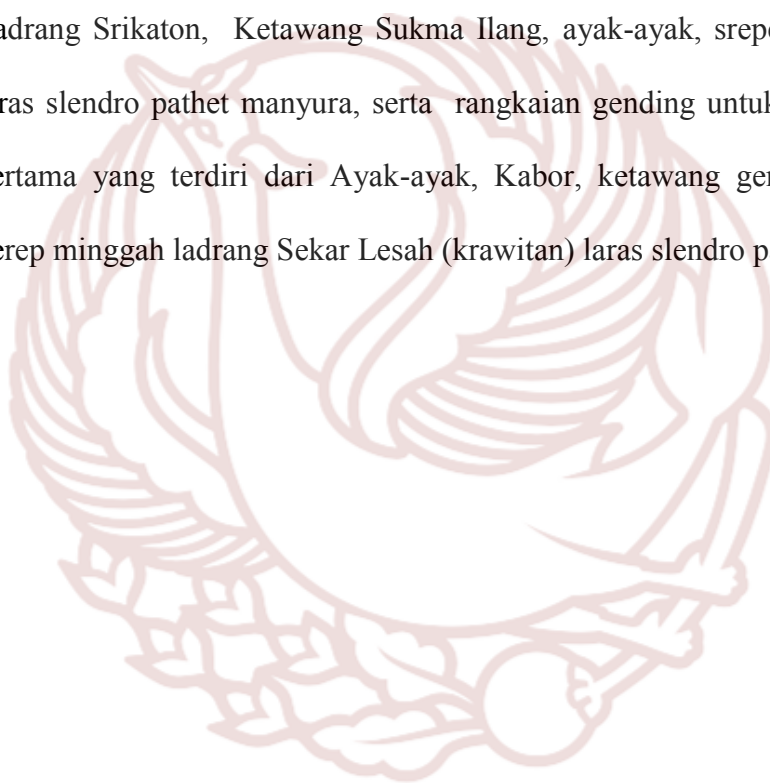 adrang Srikaton, Ketawang Sukma Ilang, ayak-ayak, srep
ras slendro pathet manyura, serta rangkaian gending untuk
ertama yang terdiri dari Ayak-ayak, Kabor, ketawang ge
erep minggah ladrang Sekar Lesah (krawitan) laras slendro p